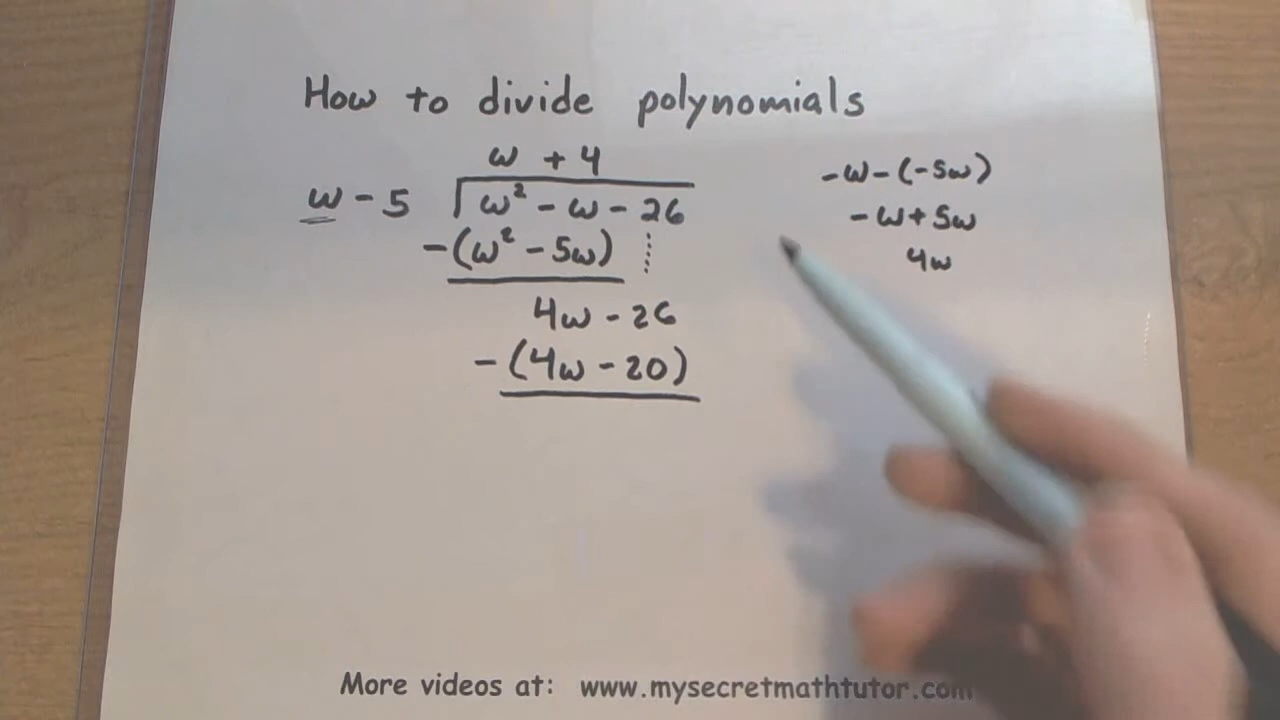 How to divide polynomials
w + 4
w - 5 w² - w - 26
-(w² - 5w)
4w - 26
-(4w - 20)
-w-(-5w)
-w+5w
4w
More videos at: www.mysecretmathtutor.com